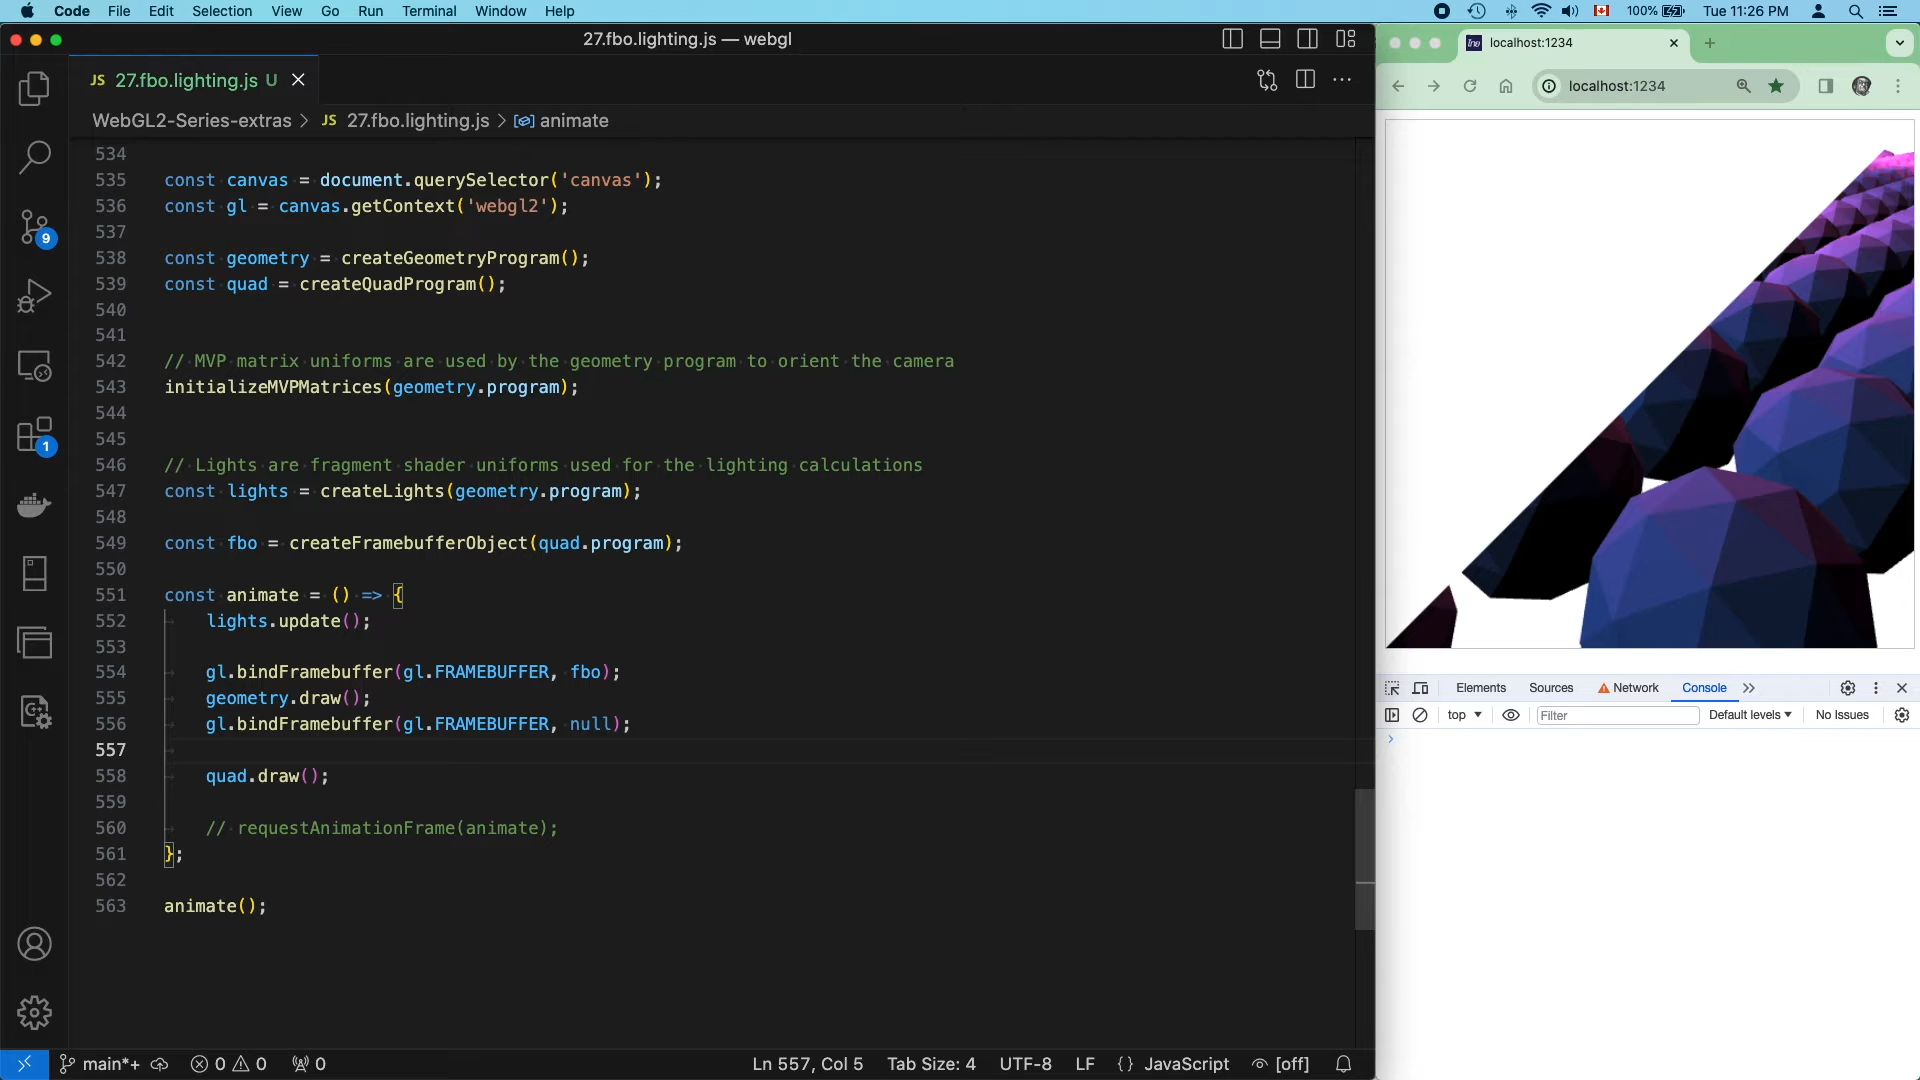 Code File Edit Selection View Go Run Terminal Window Help
100% Tue 11:26 PM
27.fbo.lighting.js — webgl
JS 27.fbo.lighting.js U
WebGL2-Series-extras > JS 27.fbo.lighting.js > animate
534
535 const canvas = document.querySelector('canvas');
536 const gl = canvas.getContext('webgl2');
537
538 const geometry = createGeometryProgram();
539 const quad = createQuadProgram();
540
541
542 // MVP matrix uniforms are used by the geometry program to orient the camera
543 initializeMVPMatrices(geometry.program);
544
545
546 // Lights are fragment shader uniforms used for the lighting calculations
547 const lights = createLights(geometry.program);
548
549 const fbo = createFramebufferObject(quad.program);
550
551 const animate = () => {
552 lights.update();
553
554 gl.bindFramebuffer(gl.FRAMEBUFFER, fbo);
555 geometry.draw();
556 gl.bindFramebuffer(gl.FRAMEBUFFER, null);
557
558 quad.draw();
559
560 // requestAnimationFrame(animate);
561 };
562
563 animate();
9
1
main*+ 0 0 0
Ln 557, Col 5 Tab Size: 4 UTF-8 LF {} JavaScript [off]
localhost:1234
localhost:1234
Elements Sources Network Console
top Filter Default levels No Issues